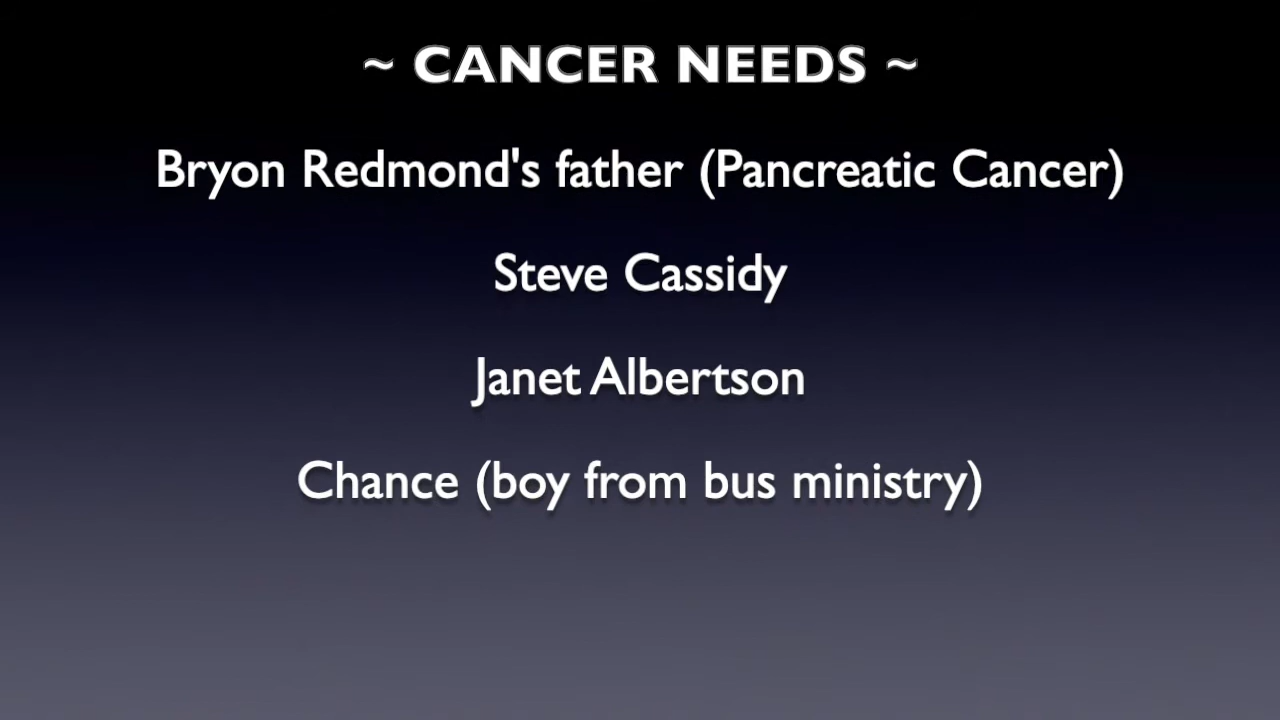 ~ CANCER NEEDS ~
Bryon Redmond's father (Pancreatic Cancer)
Steve Cassidy
Janet Albertson
Chance (boy from bus ministry)